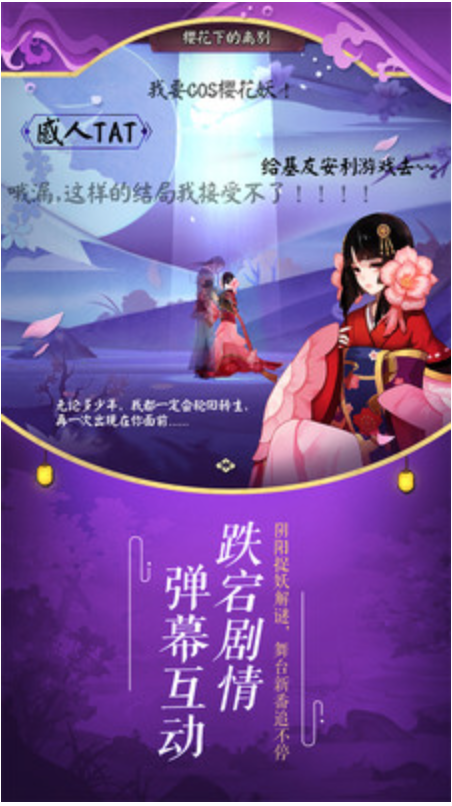 樱花下的离别
我要COS樱花妖！
感人TAT
给基友安利游戏去~~
哦漏,这样的结局我接受不了！！！！
无论多少年，我都一定会轮回转生，
再一次出现在你面前......
跌宕剧情
弹幕互动
阴阳捉妖解谜，舞台新番追不停